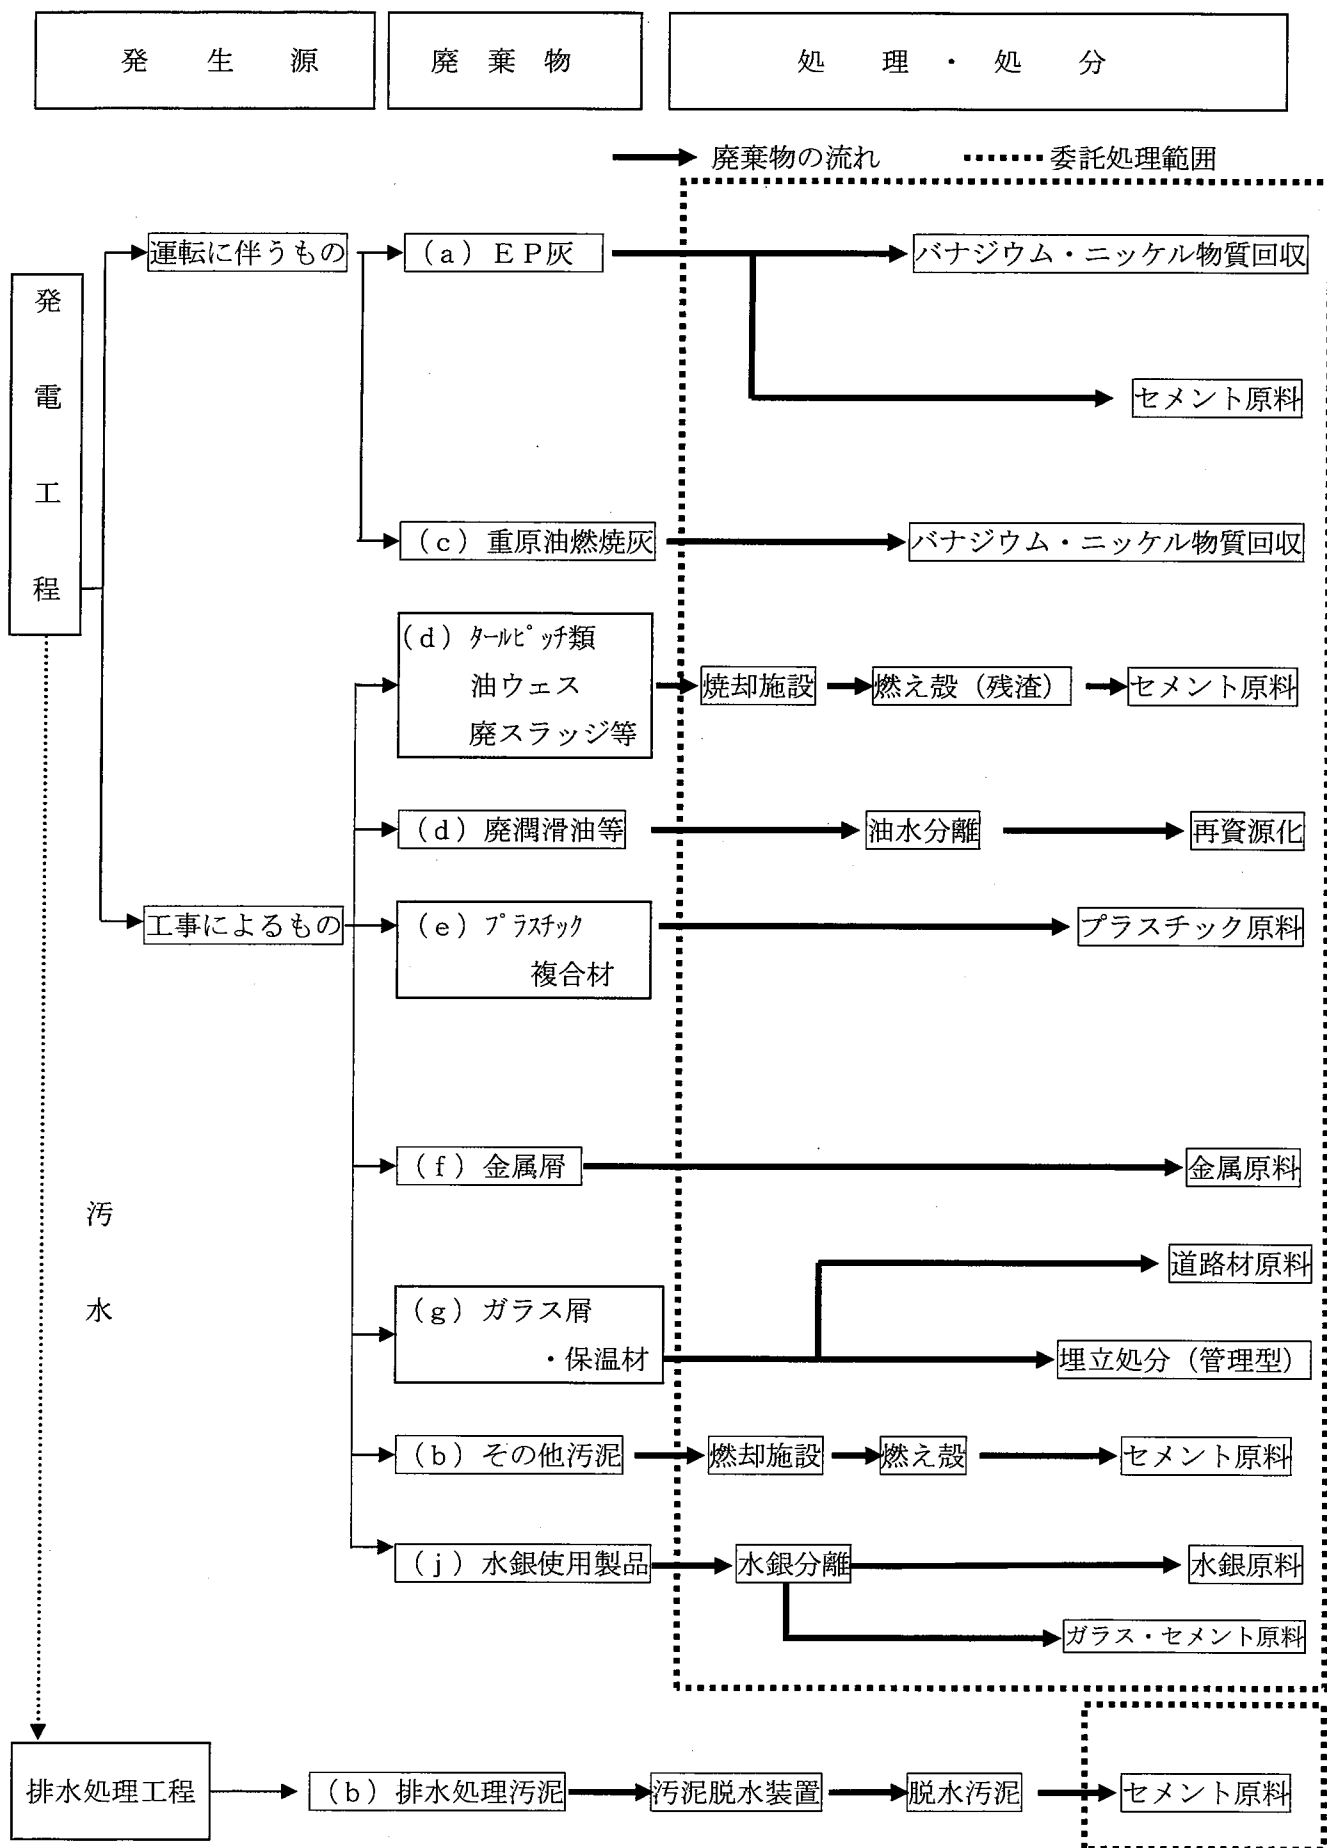 発生源
廃棄物
処理・処分
廃棄物の流れ
委託処理範囲
発電工程
運転に伴うもの
(a)EP灰
バナジウム・ニッケル物質回収
セメント原料
(c)重原油燃焼灰
バナジウム・ニッケル物質回収
(d)タールピッチ類
油ウェス
廃スラッジ等
焼却施設
燃え殻(残渣)
セメント原料
(d)廃潤滑油等
油水分離
再資源化
工事によるもの
(e)プラスチック
複合材
プラスチック原料
(f)金属屑
金属原料
汚水
(g)ガラス屑
・保温材
道路材原料
埋立処分(管理型)
(b)その他汚泥
燃却施設
燃え殻
セメント原料
(j)水銀使用製品
水銀分離
水銀原料
ガラス・セメント原料
排水処理工程
(b)排水処理汚泥
汚泥脱水装置
脱水汚泥
セメント原料